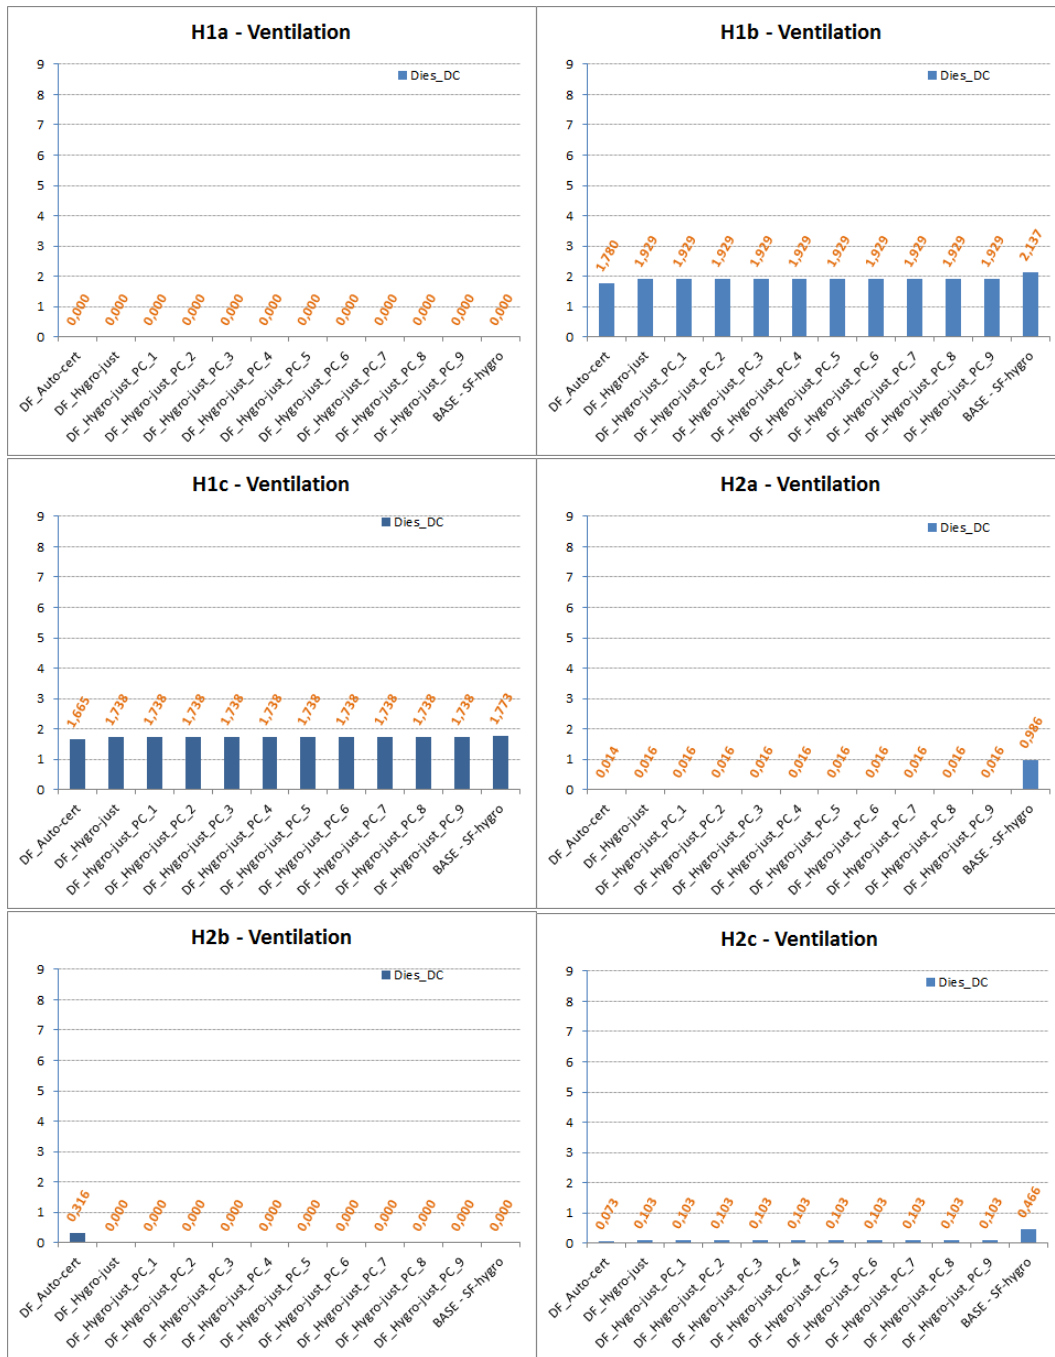 H1a - Ventilation
Dies_DC
9
8
7
6
5
4
3
2
1
0
0,000
0,000
0,000
0,000
0,000
0,000
0,000
0,000
0,000
0,000
0,000
0,000
DF_Auto-cert
DF_Hygro-just
DF_Hygro-just_PC_1
DF_Hygro-just_PC_2
DF_Hygro-just_PC_3
DF_Hygro-just_PC_4
DF_Hygro-just_PC_5
DF_Hygro-just_PC_6
DF_Hygro-just_PC_7
DF_Hygro-just_PC_8
DF_Hygro-just_PC_9
BASE - SF-hygro
H1b - Ventilation
Dies_DC
9
8
7
6
5
4
3
2
1
0
1,780
1,929
1,929
1,929
1,929
1,929
1,929
1,929
1,929
1,929
1,929
2,137
DF_Auto-cert
DF_Hygro-just
DF_Hygro-just_PC_1
DF_Hygro-just_PC_2
DF_Hygro-just_PC_3
DF_Hygro-just_PC_4
DF_Hygro-just_PC_5
DF_Hygro-just_PC_6
DF_Hygro-just_PC_7
DF_Hygro-just_PC_8
DF_Hygro-just_PC_9
BASE - SF-hygro
H1c - Ventilation
Dies_DC
9
8
7
6
5
4
3
2
1
0
1,665
1,738
1,738
1,738
1,738
1,738
1,738
1,738
1,738
1,738
1,738
1,773
DF_Auto-cert
DF_Hygro-just
DF_Hygro-just_PC_1
DF_Hygro-just_PC_2
DF_Hygro-just_PC_3
DF_Hygro-just_PC_4
DF_Hygro-just_PC_5
DF_Hygro-just_PC_6
DF_Hygro-just_PC_7
DF_Hygro-just_PC_8
DF_Hygro-just_PC_9
BASE - SF-hygro
H2a - Ventilation
Dies_DC
9
8
7
6
5
4
3
2
1
0
0,014
0,016
0,016
0,016
0,016
0,016
0,016
0,016
0,016
0,016
0,016
0,986
DF_Auto-cert
DF_Hygro-just
DF_Hygro-just_PC_1
DF_Hygro-just_PC_2
DF_Hygro-just_PC_3
DF_Hygro-just_PC_4
DF_Hygro-just_PC_5
DF_Hygro-just_PC_6
DF_Hygro-just_PC_7
DF_Hygro-just_PC_8
DF_Hygro-just_PC_9
BASE - SF-hygro
H2b - Ventilation
Dies_DC
9
8
7
6
5
4
3
2
1
0
0,316
0,000
0,000
0,000
0,000
0,000
0,000
0,000
0,000
0,000
0,000
0,000
DF_Auto-cert
DF_Hygro-just
DF_Hygro-just_PC_1
DF_Hygro-just_PC_2
DF_Hygro-just_PC_3
DF_Hygro-just_PC_4
DF_Hygro-just_PC_5
DF_Hygro-just_PC_6
DF_Hygro-just_PC_7
DF_Hygro-just_PC_8
DF_Hygro-just_PC_9
BASE - SF-hygro
H2c - Ventilation
Dies_DC
9
8
7
6
5
4
3
2
1
0
0,073
0,103
0,103
0,103
0,103
0,103
0,103
0,103
0,103
0,103
0,103
0,466
DF_Auto-cert
DF_Hygro-just
DF_Hygro-just_PC_1
DF_Hygro-just_PC_2
DF_Hygro-just_PC_3
DF_Hygro-just_PC_4
DF_Hygro-just_PC_5
DF_Hygro-just_PC_6
DF_Hygro-just_PC_7
DF_Hygro-just_PC_8
DF_Hygro-just_PC_9
BASE - SF-hygro